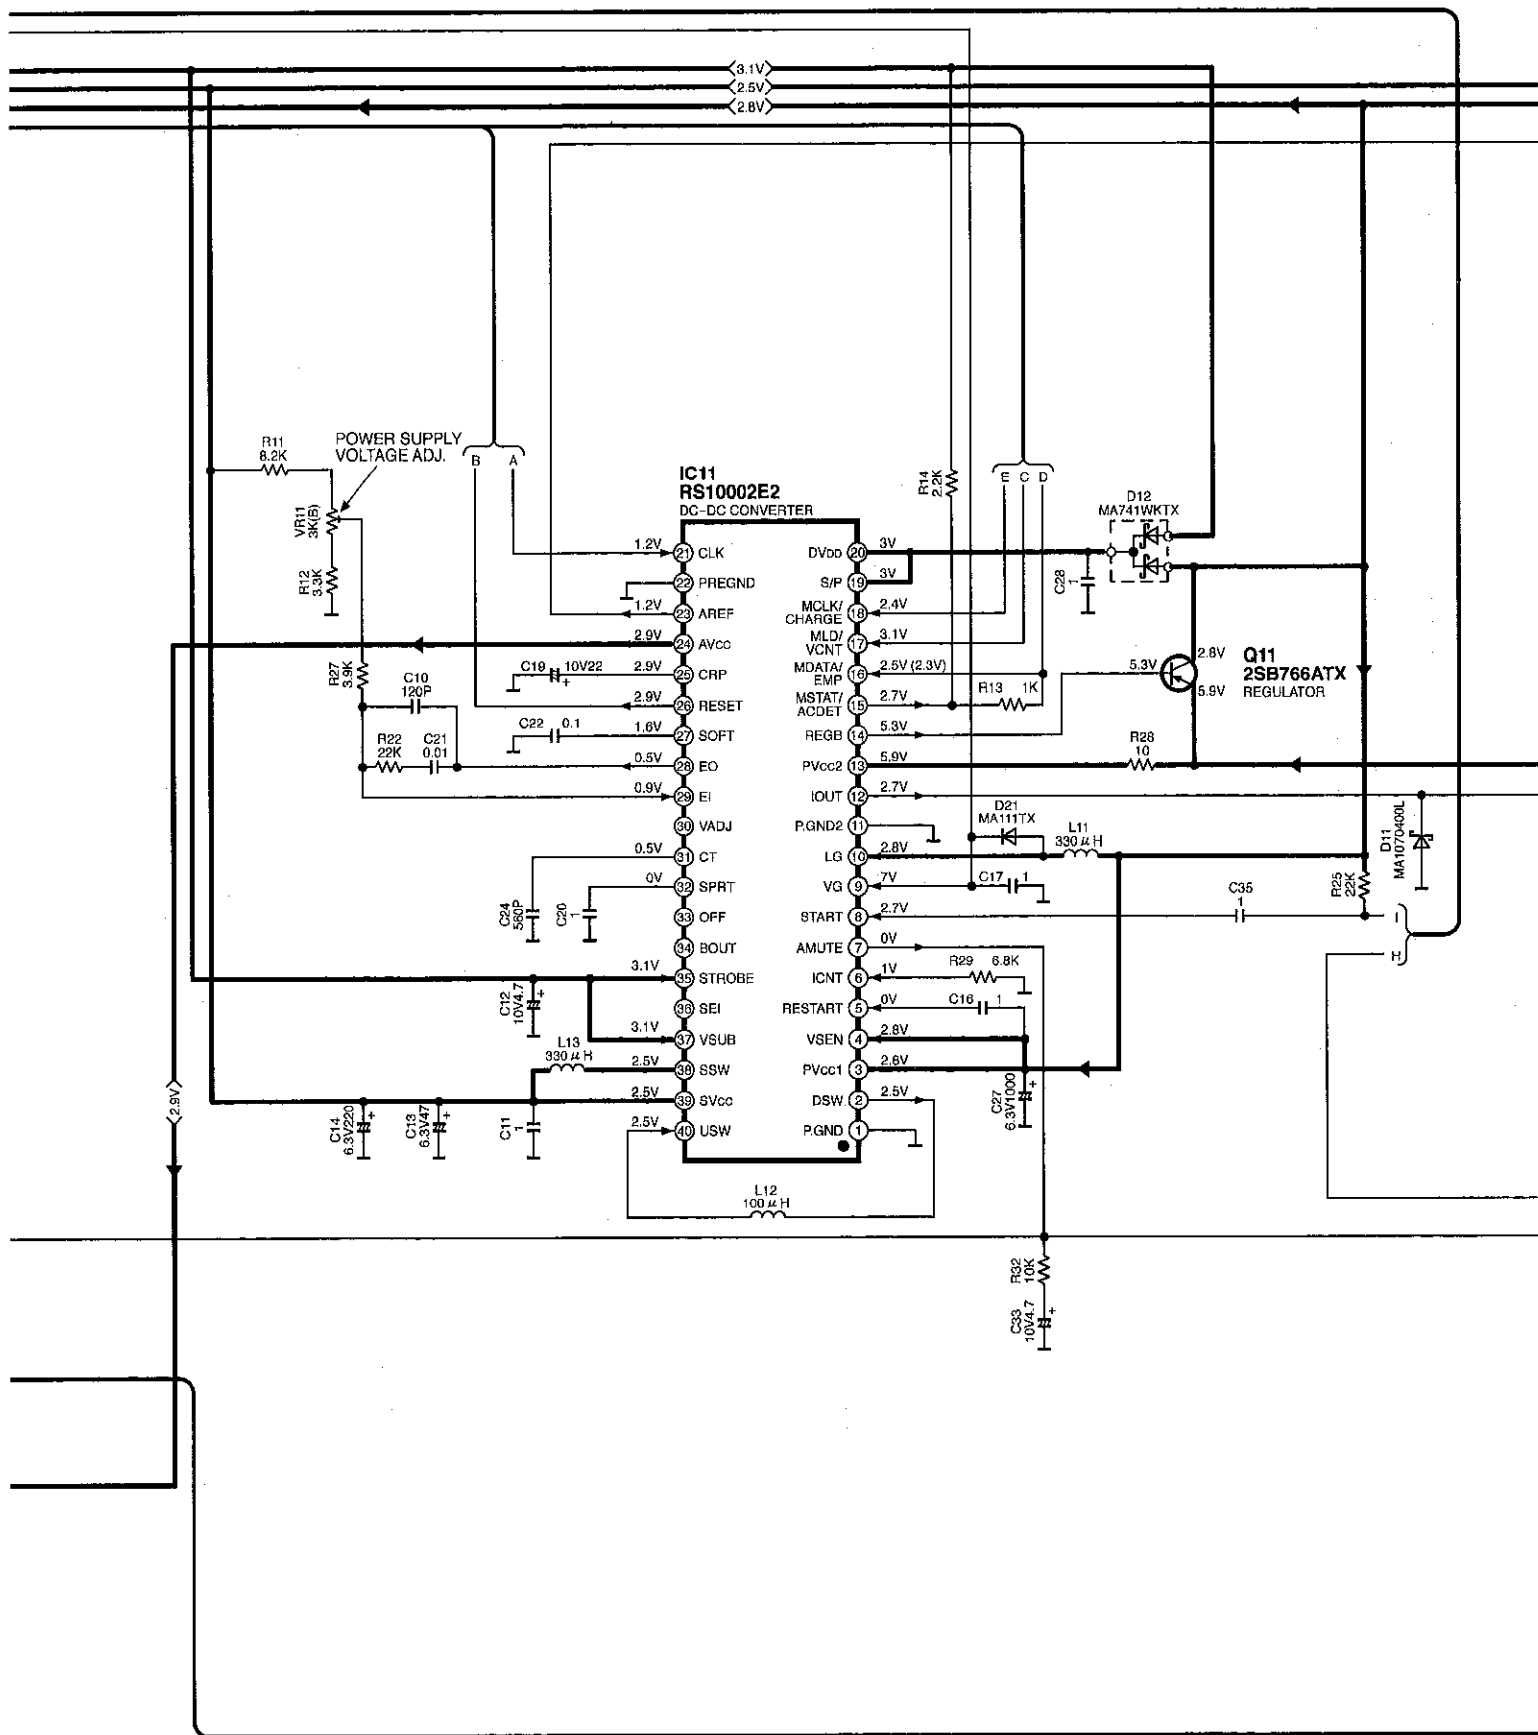 3.1V
2.5V
2.8V
R11
8.2K
POWER SUPPLY
VOLTAGE ADJ.
B
A
VR11
3K(B)
R12
3.3K
R27
3.9K
C10
120P
R22
22K
C21
0.01
C19
10V22
C22
0.1
IC11
RS10002E2
DC-DC CONVERTER
R14
2.2K
E
C
D
D12
MA741WKTX
1.2V
21
CLK
DVDD
20
3V
22
PREGND
S/P
19
3V
C28
1
1.2V
23
AREF
MCLK/
CHARGE
18
2.4V
2.9V
24
AVcc
MLD/
VCNT
17
3.1V
2.9V
25
CRP
MDATA/
EMP
16
2.5V (2.3V)
2.9V
26
RESET
MSTAT/
ACDET
15
2.7V
R13
1K
1.6V
27
SOFT
REGB
14
5.3V
5.3V
2.8V
5.9V
Q11
2SB766ATX
REGULATOR
0.5V
28
EO
PVcc2
13
5.9V
R28
10
0.9V
29
EI
IOUT
12
2.7V
30
VADJ
P.GND2
11
D21
MA111TX
L11
330μH
D11
MA1070400L
0.5V
31
CT
LG
10
2.8V
0V
32
SPRT
VG
9
7V
C17
1
R25
22K
C24
560P
C20
1
33
OFF
START
8
2.7V
C35
1
I
H
34
BOUT
AMUTE
7
0V
3.1V
35
STROBE
ICNT
6
1V
R29
6.8K
C12
10V4.7
36
SEI
RESTART
5
0V
C16
1
3.1V
37
VSUB
VSEN
4
2.8V
L13
330μH
2.5V
38
SSW
PVcc1
3
2.8V
2.5V
39
SVcc
DSW
2
2.5V
C27
6.3V1000
2.9V
C14
6.3V220
C13
6.3V47
C11
1
2.5V
40
USW
P.GND
1
L12
100μH
R32
10K
C33
10V4.7